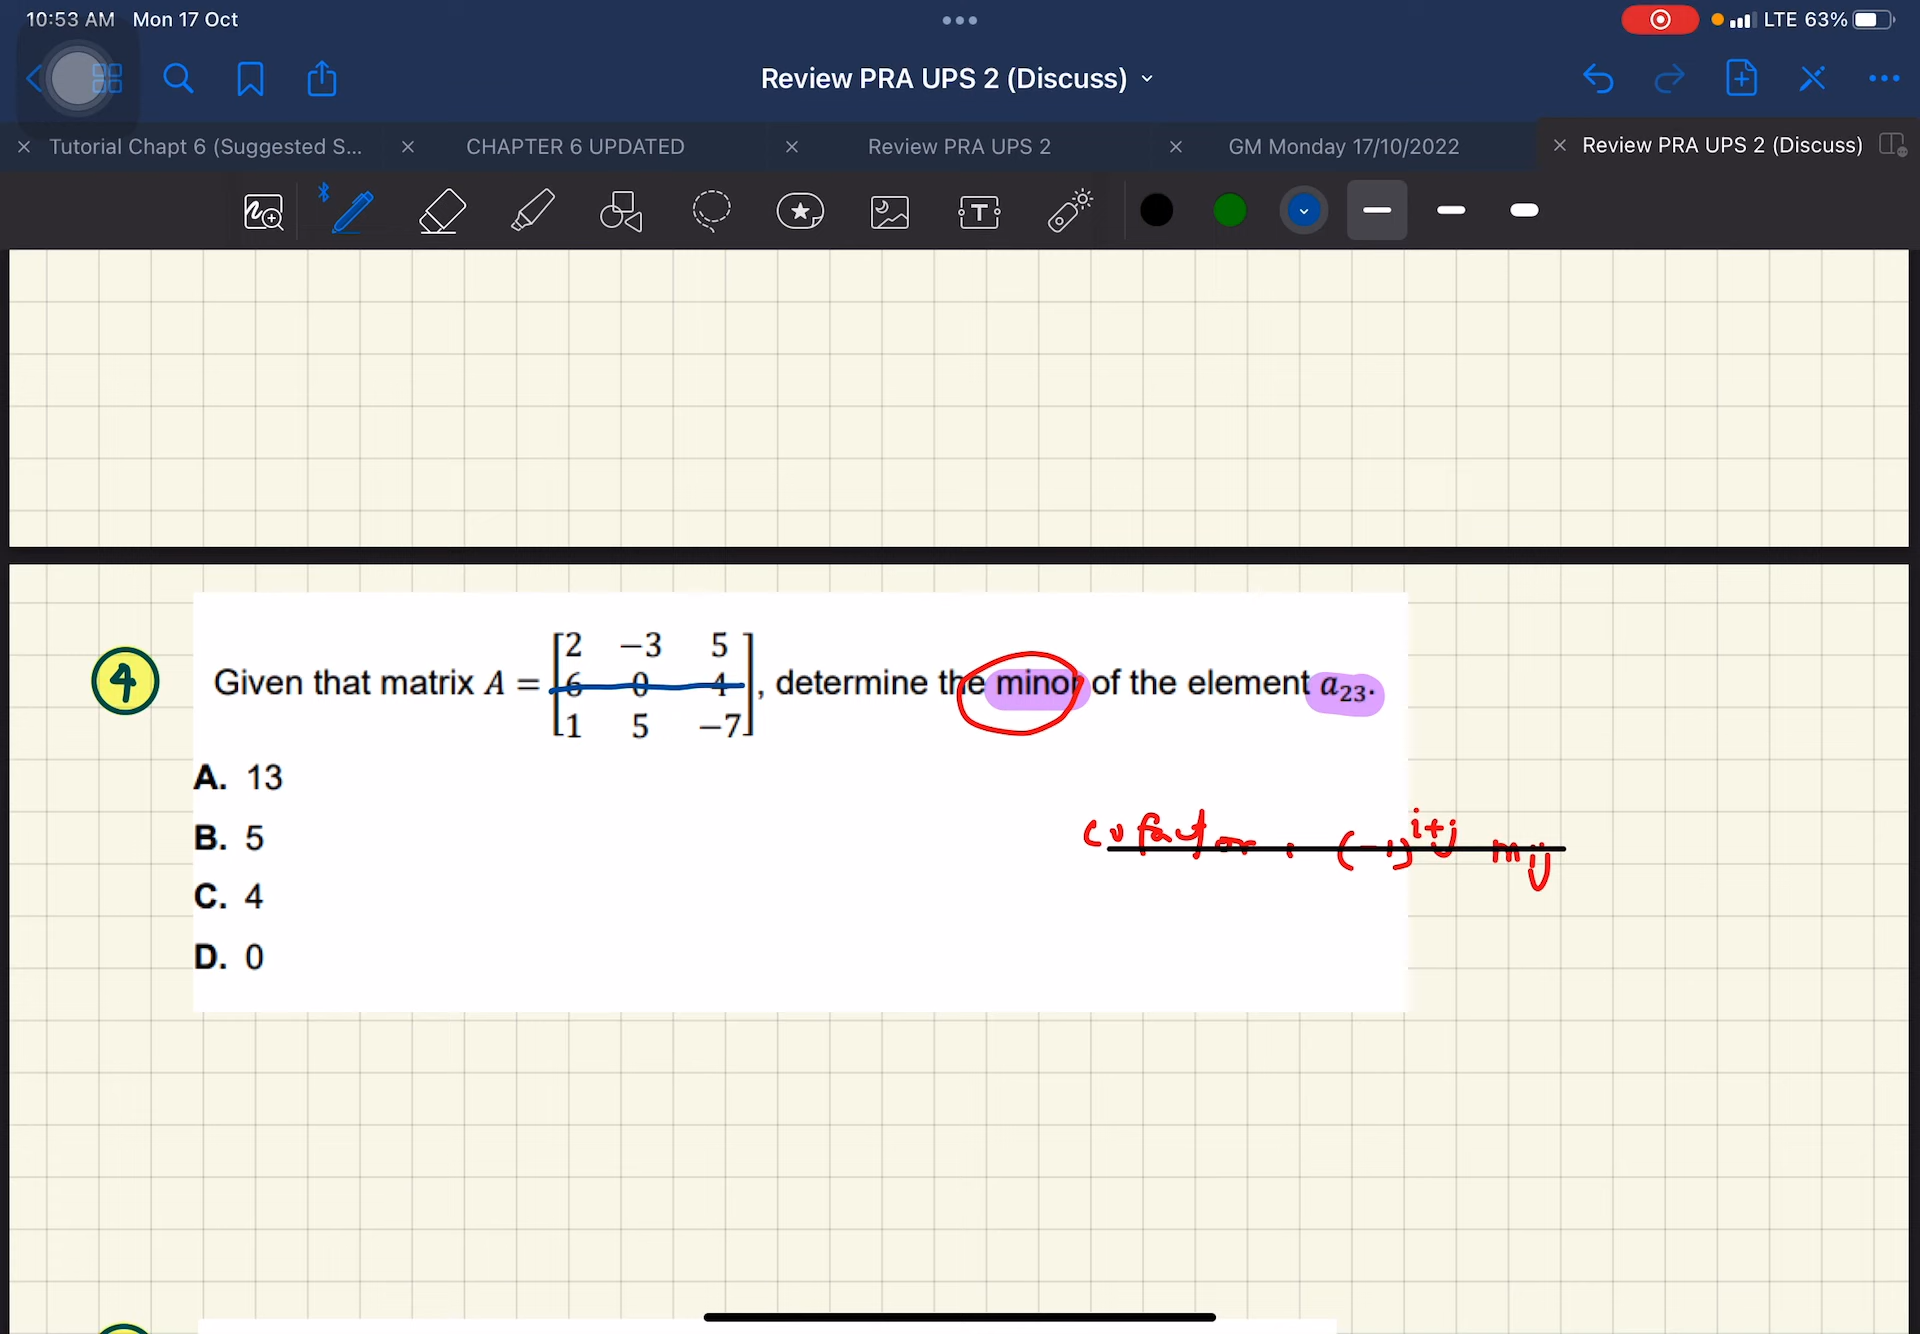 10:53 AM Mon 17 Oct
LTE 63%
Review PRA UPS 2 (Discuss)
Tutorial Chapt 6 (Suggested S...
CHAPTER 6 UPDATED
Review PRA UPS 2
GM Monday 17/10/2022
Review PRA UPS 2 (Discuss)
T
4
2 −3 5
Given that matrix A = 6 0 4 , determine the minor of the element a₂₃.
1 5 −7
A. 13
B. 5
C. 4
D. 0
cofactor : (-1)^i+j mij